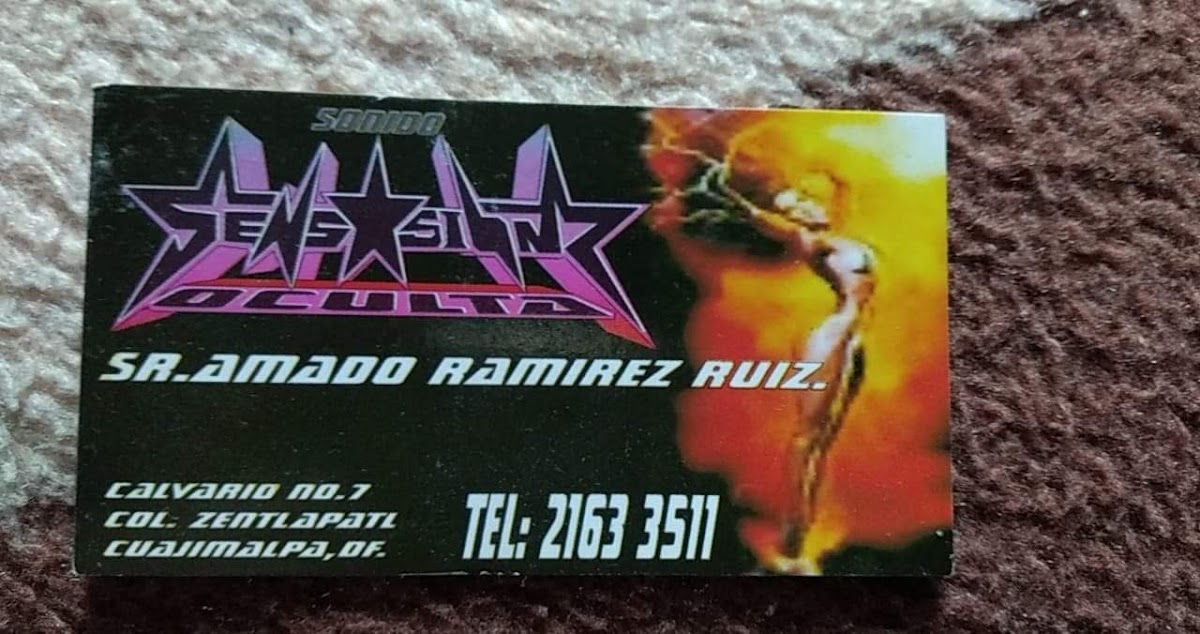 SONIDO
SENSASIÓN
OCULTA
SR. AMADO RAMIREZ RUIZ.
CALVARIO NO.7
COL. ZENTLAPATL
CUAJIMALPA, DF.
TEL: 2163 3511